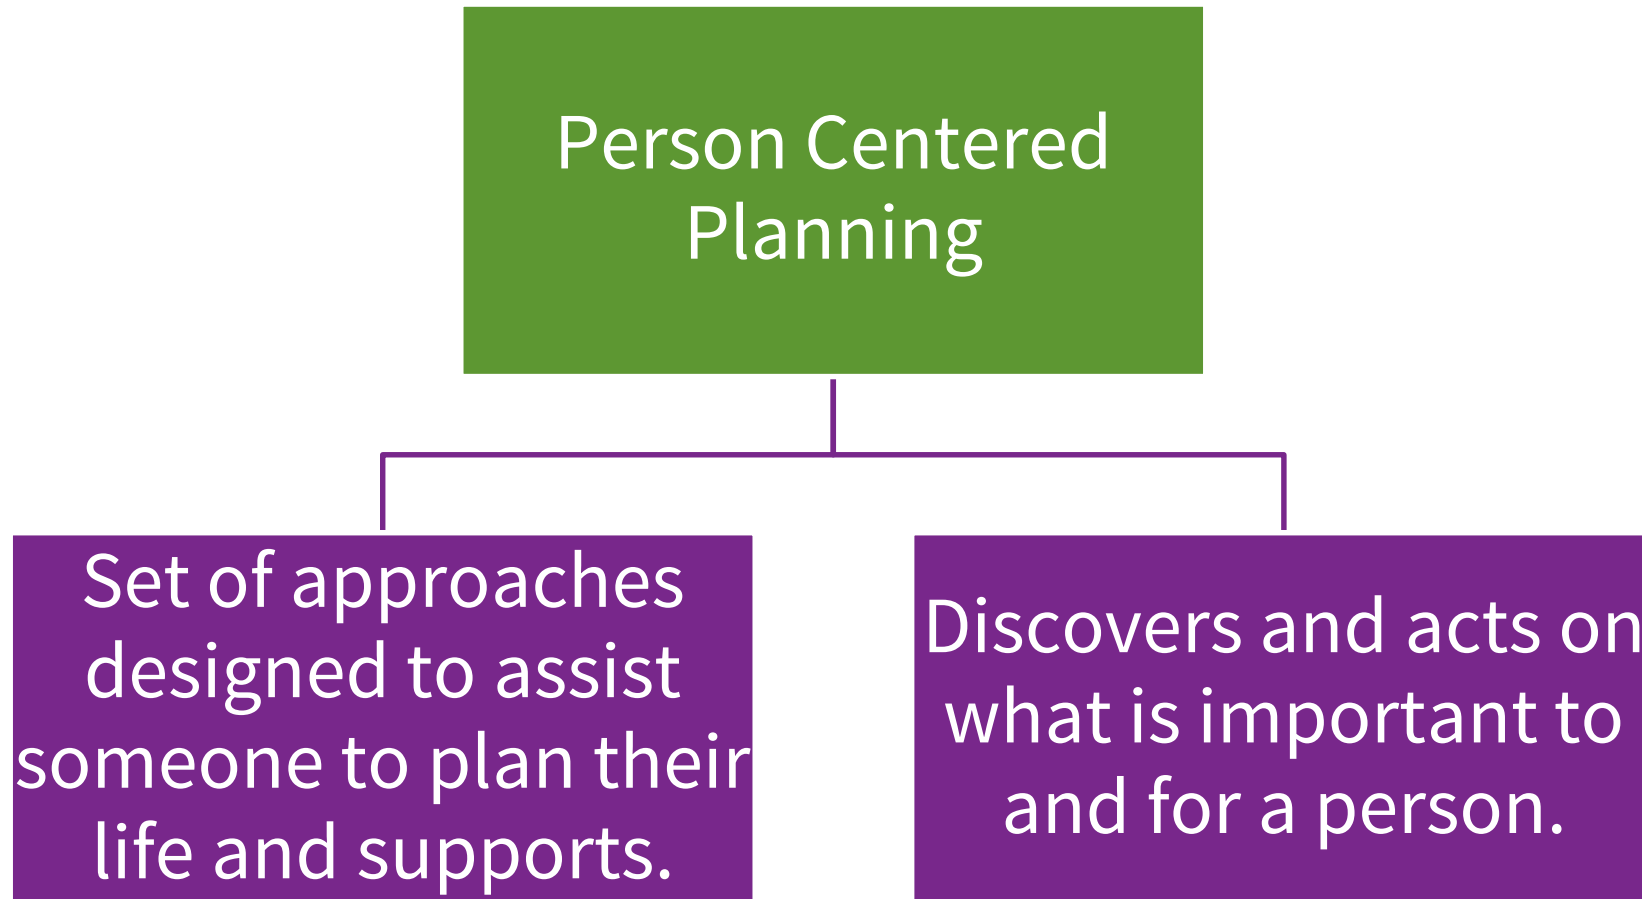 Person Centered
Planning
Set of approaches
designed to assist
someone to plan their
life and supports.
Discovers and acts on
what is important to
and for a person.